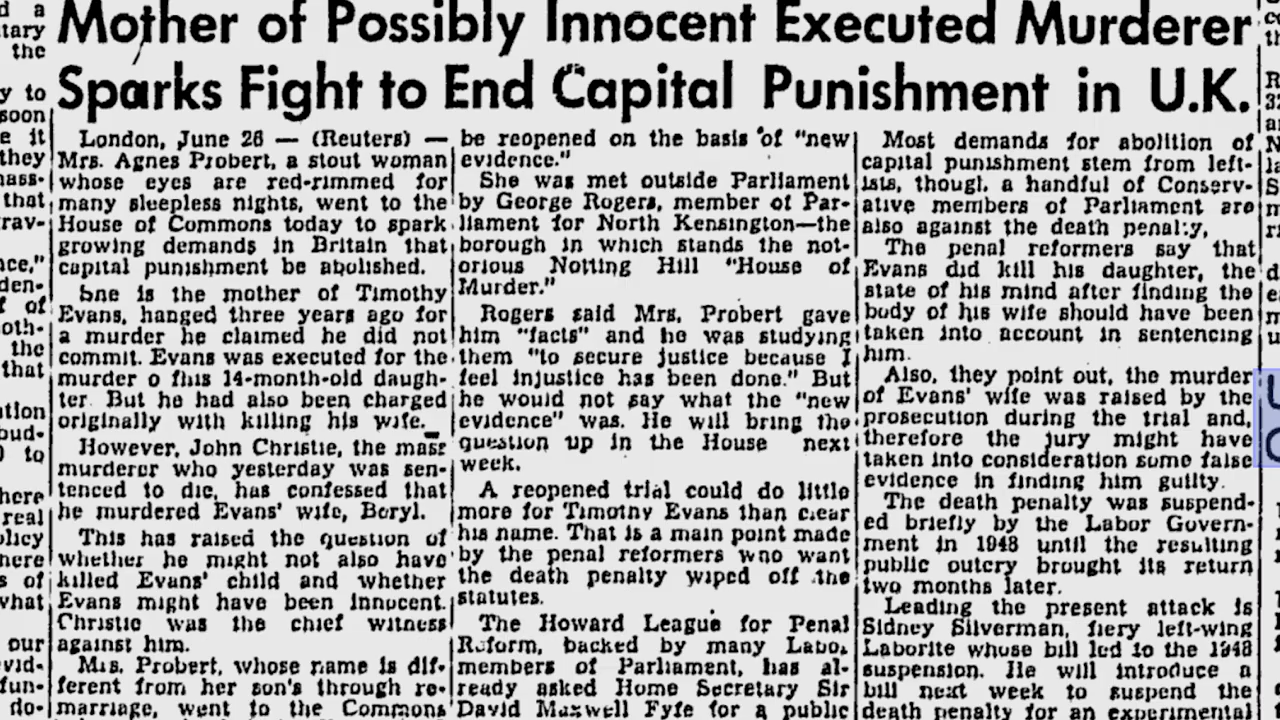 Mother of Possibly Innocent Executed Murderer
Sparks Fight to End Capital Punishment in U.K.
London, June 26 — (Reuters) —
Mrs. Agnes Probert, a stout woman
whose eyes are red-rimmed for
many sleepless nights, went to the
House of Commons today to spark
growing demands in Britain that
capital punishment be abolished.
She is the mother of Timothy
Evans, hanged three years ago for
a murder he claimed he did not
commit. Evans was executed for the
murder o fhis 14-month-old daugh-
ter. But he had also been charged
originally with killing his wife.
However, John Christie, the mass
murderer who yesterday was sen-
tenced to die, has confessed that
he murdered Evans' wife, Beryl.
This has raised the question of
whether he might not also have
killed Evans' child and whether
Evans might have been innocent.
Christie was the chief witness
against him.
Mrs. Probert, whose name is dif-
ferent from her son's through re-
marriage, went to the Commons
be reopened on the basis of "new
evidence."
She was met outside Parliament
by George Rogers, member of Par-
liament for North Kensington—the
borough in which stands the not-
orious Notting Hill "House of
Murder."
Rogers said Mrs. Probert gave
him "facts" and he was studying
them "to secure justice because I
feel injustice has been done." But
he would not say what the "new
evidence" was. He will bring the
question up in the House next
week.
A reopened trial could do little
more for Timothy Evans than clear
his name. That is a main point made
by the penal reformers who want
the death penalty wiped off the
statutes.
The Howard League for Penal
Reform, backed by many Labor
members of Parliament, has al-
ready asked Home Secretary Sir
David Maxwell Fyfe for a public
Most demands for abolition of
capital punishment stem from left-
ists, though a handful of Conserv-
ative members of Parliament are
also against the death penalty.
The penal reformers say that
Evans did kill his daughter, the
state of his mind after finding the
body of his wife should have been
taken into account in sentencing
him.
Also, they point out, the murder
of Evans' wife was raised by the
prosecution during the trial and,
therefore the jury might have
taken into consideration some false
evidence in finding him guilty.
The death penalty was suspend-
ed briefly by the Labor Govern-
ment in 1948 until the resulting
public outcry brought its return
two months later.
Leading the present attack is
Sidney Silverman, fiery left-wing
Laborite whose bill led to the 1948
suspension. He will introduce a
bill next week to suspend the
death penalty for an experimental